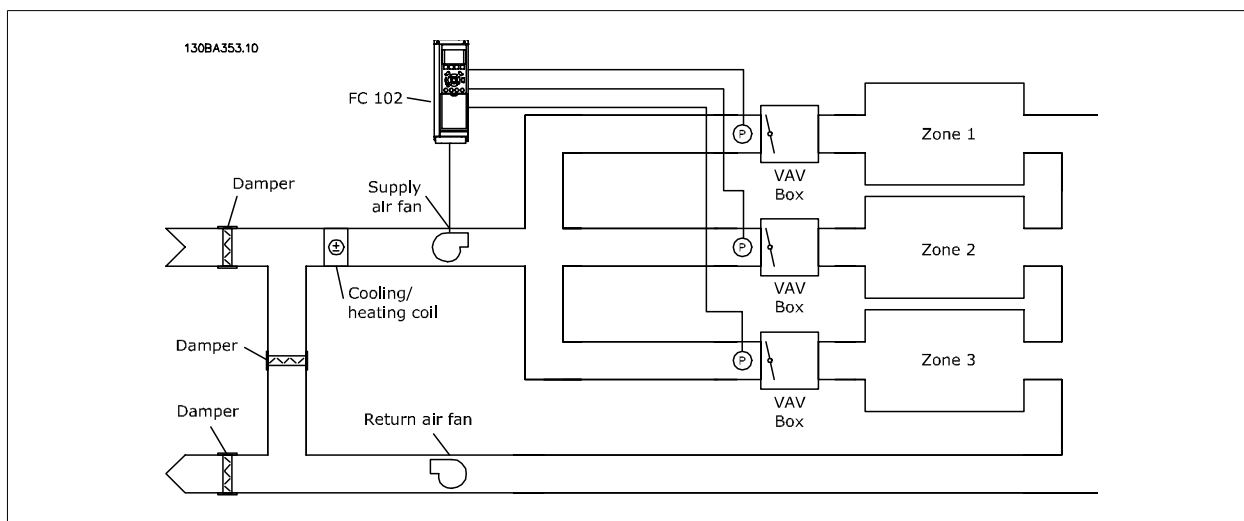 130BA353.10
FC 102
Damper
Supply
air fan
Cooling/
heating coil
Damper
Damper
Return air fan
P
VAV
Box
Zone 1
P
VAV
Box
Zone 2
P
VAV
Box
Zone 3